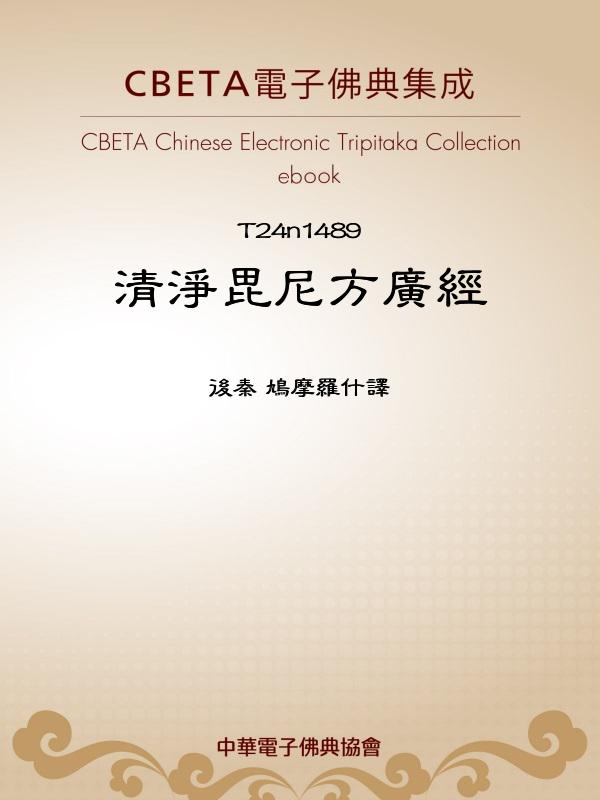 CBETA電子佛典集成
CBETA Chinese Electronic Tripitaka Collection
ebook
T24n1489
清淨毘尼方廣經
後秦 鳩摩羅什譯
中華電子佛典協會